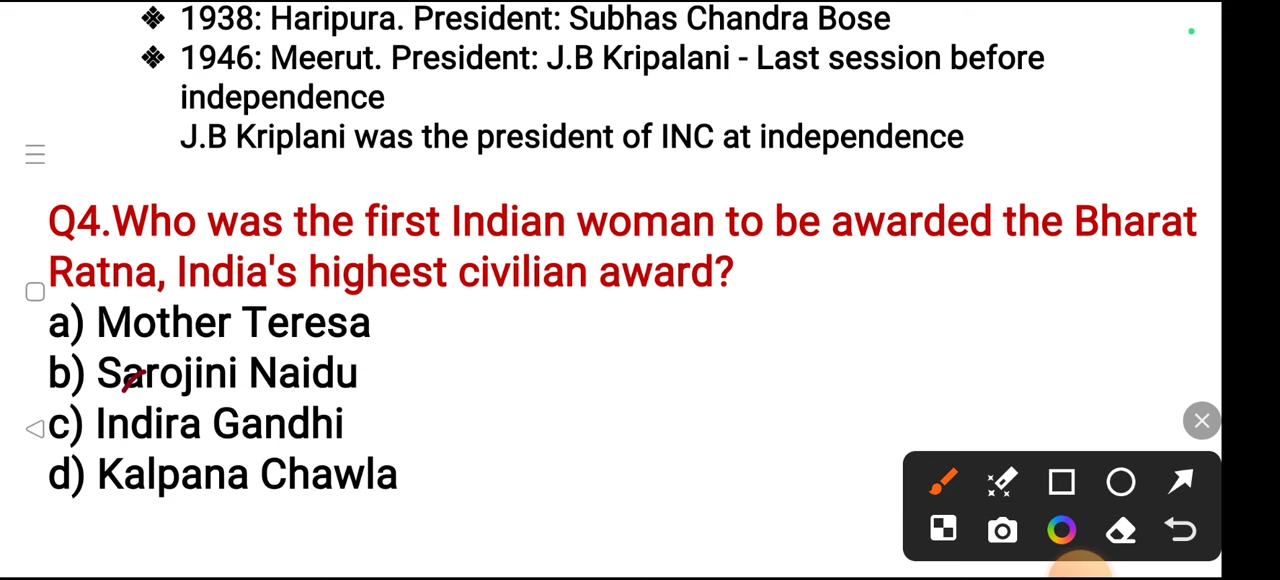 ❖ 1938: Haripura. President: Subhas Chandra Bose
❖ 1946: Meerut. President: J.B Kripalani - Last session before
independence
J.B Kriplani was the president of INC at independence
Q4.Who was the first Indian woman to be awarded the Bharat
Ratna, India's highest civilian award?
a) Mother Teresa
b) Sarojini Naidu
c) Indira Gandhi
d) Kalpana Chawla